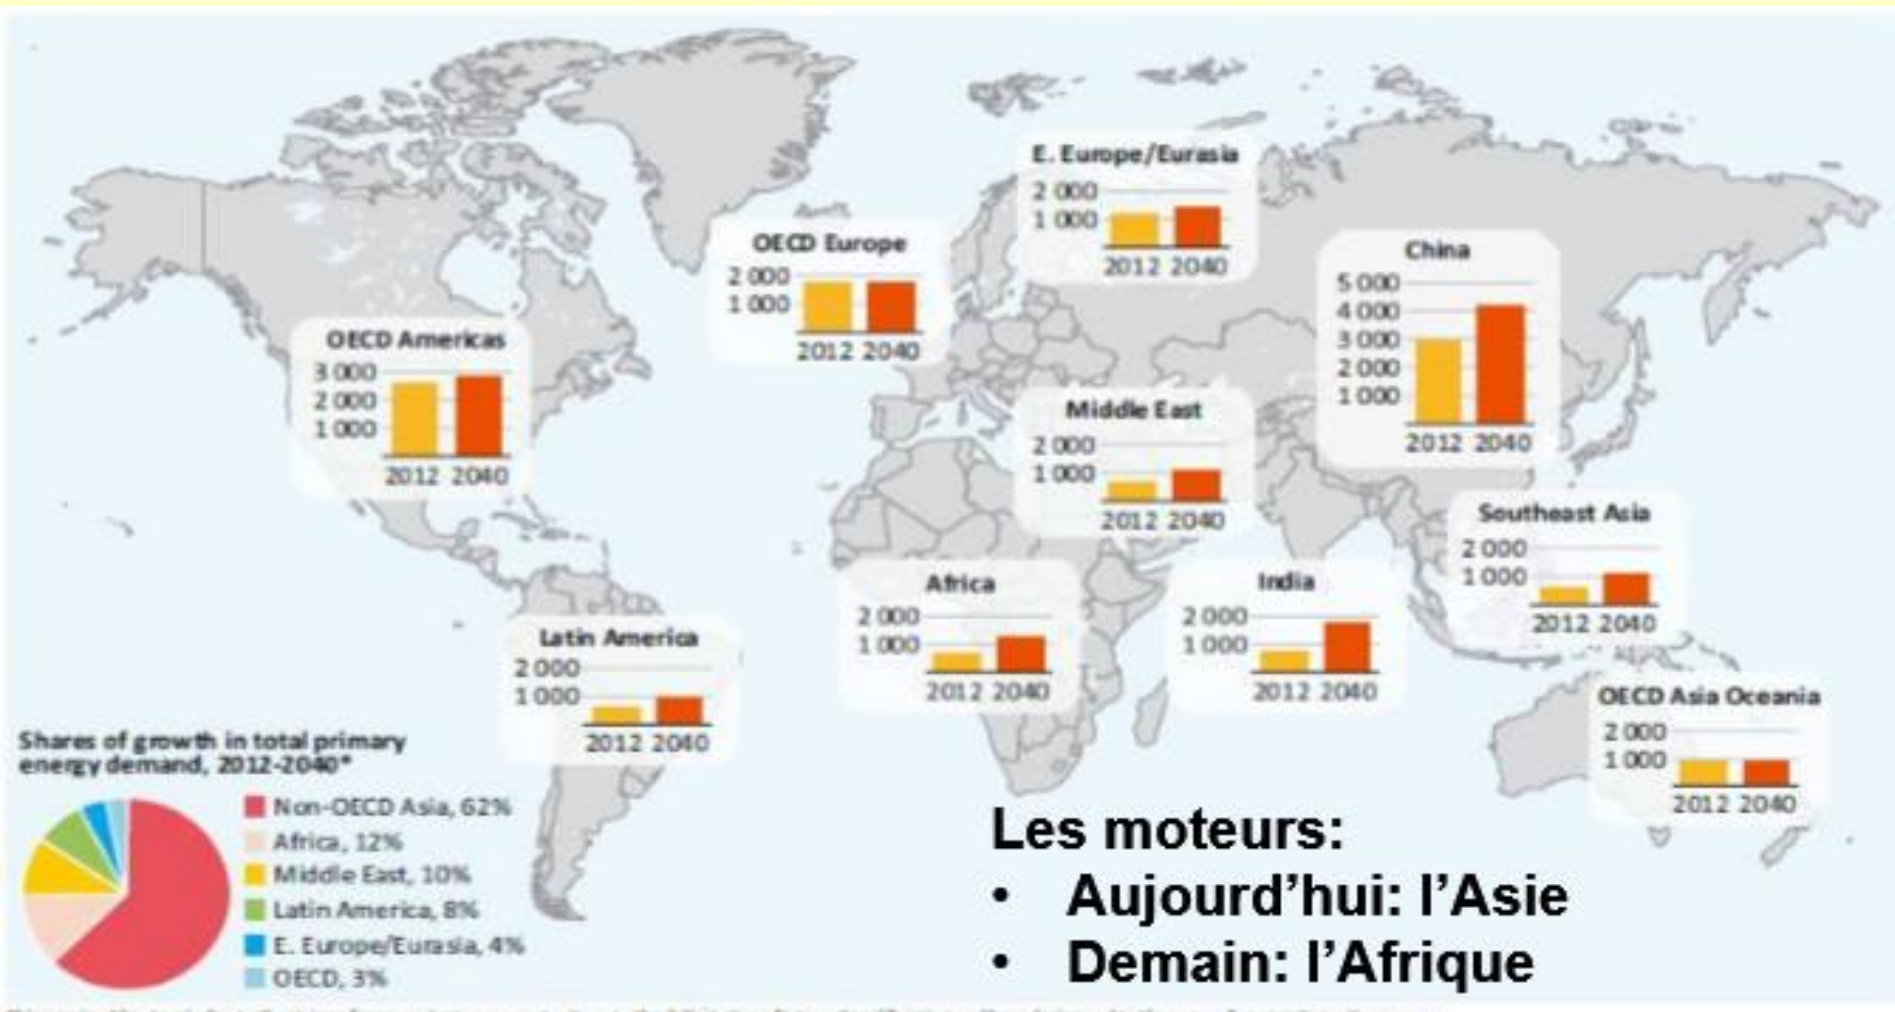 E. Europe/Eurasia
2 000
1 000
2012 2040
OECD Europe
2 000
1 000
2012 2040
China
5 000
4 000
3 000
2 000
1 000
2012 2040
OECD Americas
3 000
2 000
1 000
2012 2040
Middle East
2 000
1 000
2012 2040
Southeast Asia
2 000
1 000
2012 2040
Africa
2 000
1 000
2012 2040
India
2 000
1 000
2012 2040
Latin America
2 000
1 000
2012 2040
OECD Asia Oceania
2 000
1 000
2012 2040
Shares of growth in total primary
energy demand, 2012-2040*
Non-OECD Asia, 62%
Africa, 12%
Middle East, 10%
Latin America, 8%
E. Europe/Eurasia, 4%
OECD, 3%
Les moteurs:
• Aujourd’hui: l’Asie
• Demain: l’Afrique